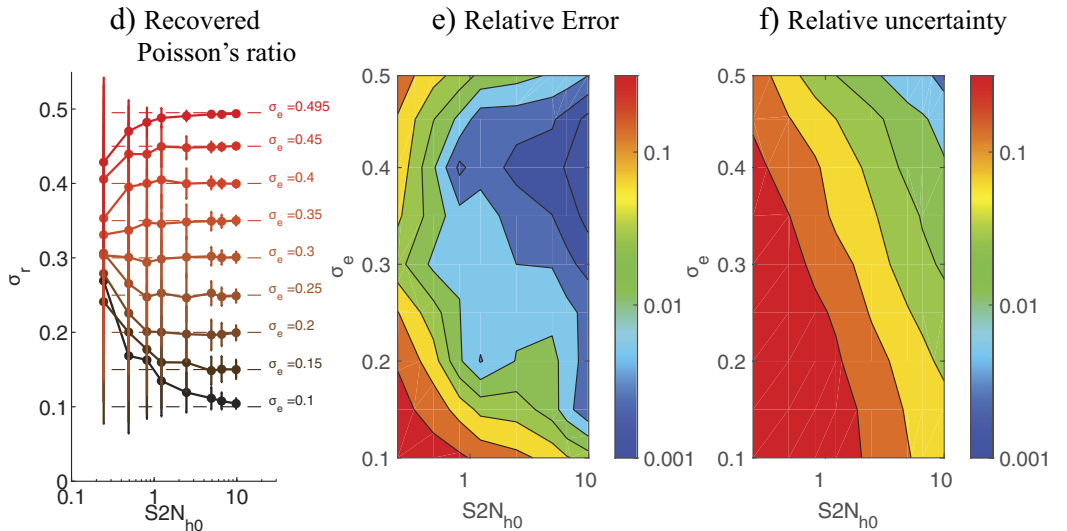 d) Recovered
Poisson's ratio
e) Relative Error
f) Relative uncertainty
0.5
0.4
0.3
0.2
0.1
0
σr
0.1
1
10
S2Nh0
σe=0.495
σe=0.45
σe=0.4
σe=0.35
σe=0.3
σe=0.25
σe=0.2
σe=0.15
σe=0.1
0.5
0.4
0.3
0.2
0.1
σe
1
10
S2Nh0
0.1
0.01
0.001
0.5
0.4
0.3
0.2
0.1
σe
1
10
S2Nh0
0.1
0.01
0.001